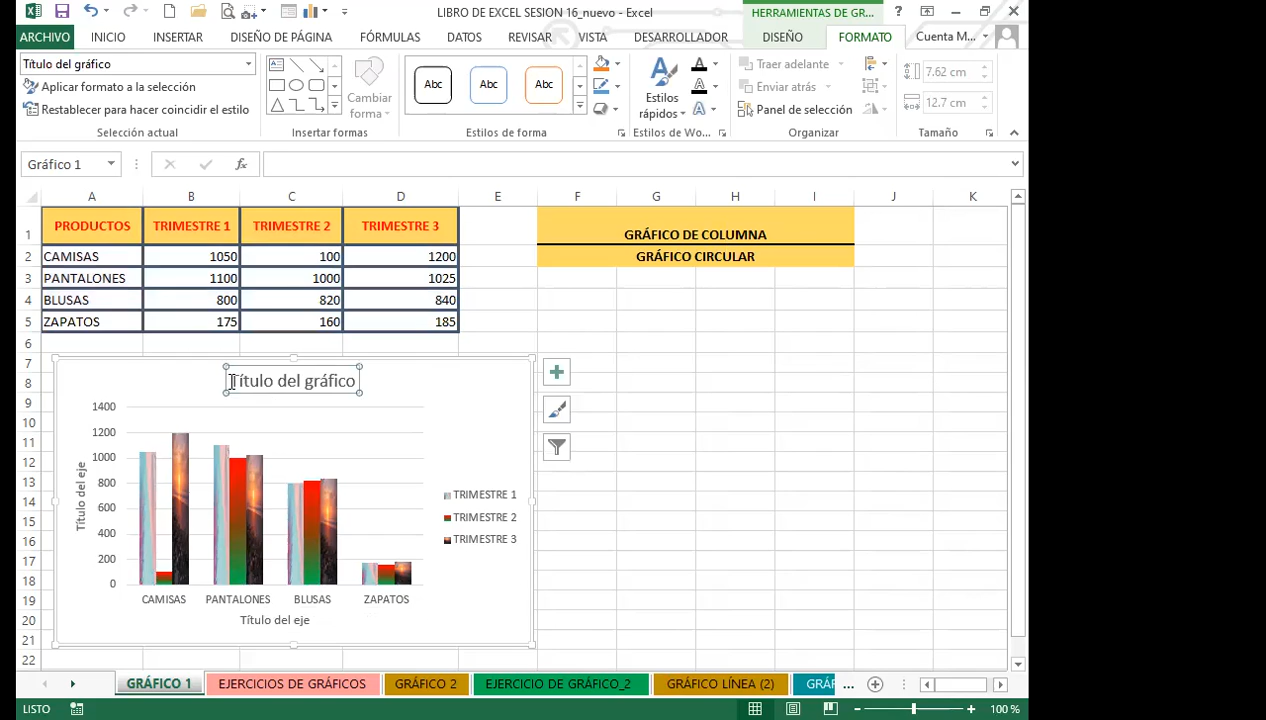 LIBRO DE EXCEL SESION 16_nuevo - Excel
HERRAMIENTAS DE GR...
?
ARCHIVO INICIO INSERTAR DISEÑO DE PÁGINA FÓRMULAS DATOS REVISAR VISTA DESARROLLADOR DISEÑO FORMATO Cuenta M...
Título del gráfico
Aplicar formato a la selección
Restablecer para hacer coincidir el estilo
Selección actual
Cambiar
forma
Insertar formas
Abc Abc Abc
Estilos de forma
Estilos
rápidos
Estilos de Wo...
Traer adelante
Enviar atrás
Panel de selección
Organizar
7.62 cm
12.7 cm
Tamaño
Gráfico 1
fx
A B C D E F G H I J K
1 PRODUCTOS TRIMESTRE 1 TRIMESTRE 2 TRIMESTRE 3 GRÁFICO DE COLUMNA
2 CAMISAS 1050 100 1200 GRÁFICO CIRCULAR
3 PANTALONES 1100 1000 1025
4 BLUSAS 800 820 840
5 ZAPATOS 175 160 185
6
7
8
9
10
11
12
13
14
15
16
17
18
19
20
21
22
Título del gráfico
1400
1200
1000
800
600
400
200
0
Título del eje
CAMISAS PANTALONES BLUSAS ZAPATOS
Título del eje
TRIMESTRE 1
TRIMESTRE 2
TRIMESTRE 3
GRÁFICO 1 EJERCICIOS DE GRÁFICOS GRÁFICO 2 EJERCICIO DE GRÁFICO_2 GRÁFICO LÍNEA (2) GRÁF ...
LISTO
100 %